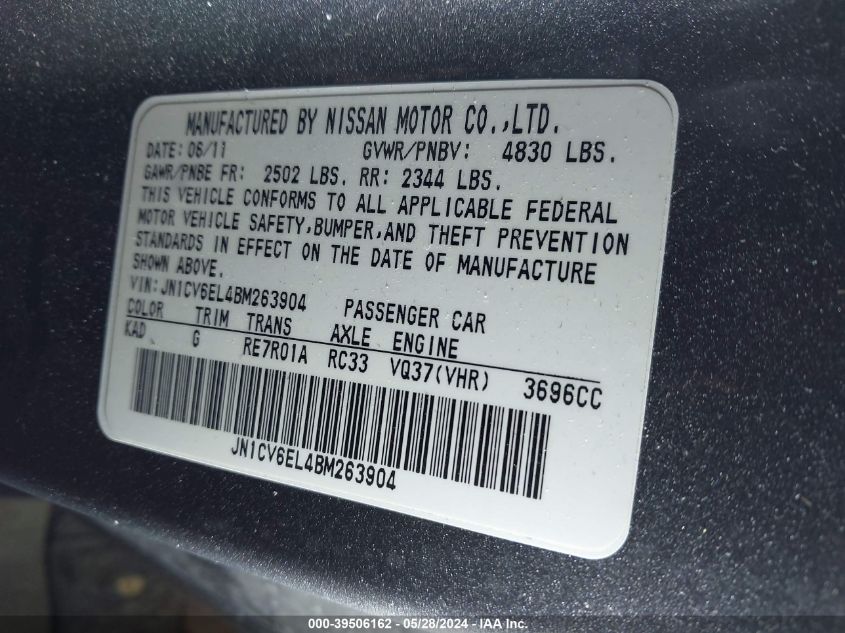 MANUFACTURED BY NISSAN MOTOR CO.,LTD.
DATE: 06/11 GVWR/PNBV: 4830 LBS.
GAWR/PNBE FR: 2502 LBS. RR: 2344 LBS.
THIS VEHICLE CONFORMS TO ALL APPLICABLE FEDERAL
MOTOR VEHICLE SAFETY,BUMPER,AND THEFT PREVENTION
STANDARDS IN EFFECT ON THE DATE OF MANUFACTURE
SHOWN ABOVE.
VIN:JN1CV6EL4BM263904 PASSENGER CAR
COLOR TRIM TRANS AXLE ENGINE
KAD G RE7R01A RC33 VQ37(VHR) 3696CC
JN1CV6EL4BM263904
000-39506162 - 05/28/2024 - IAA Inc.